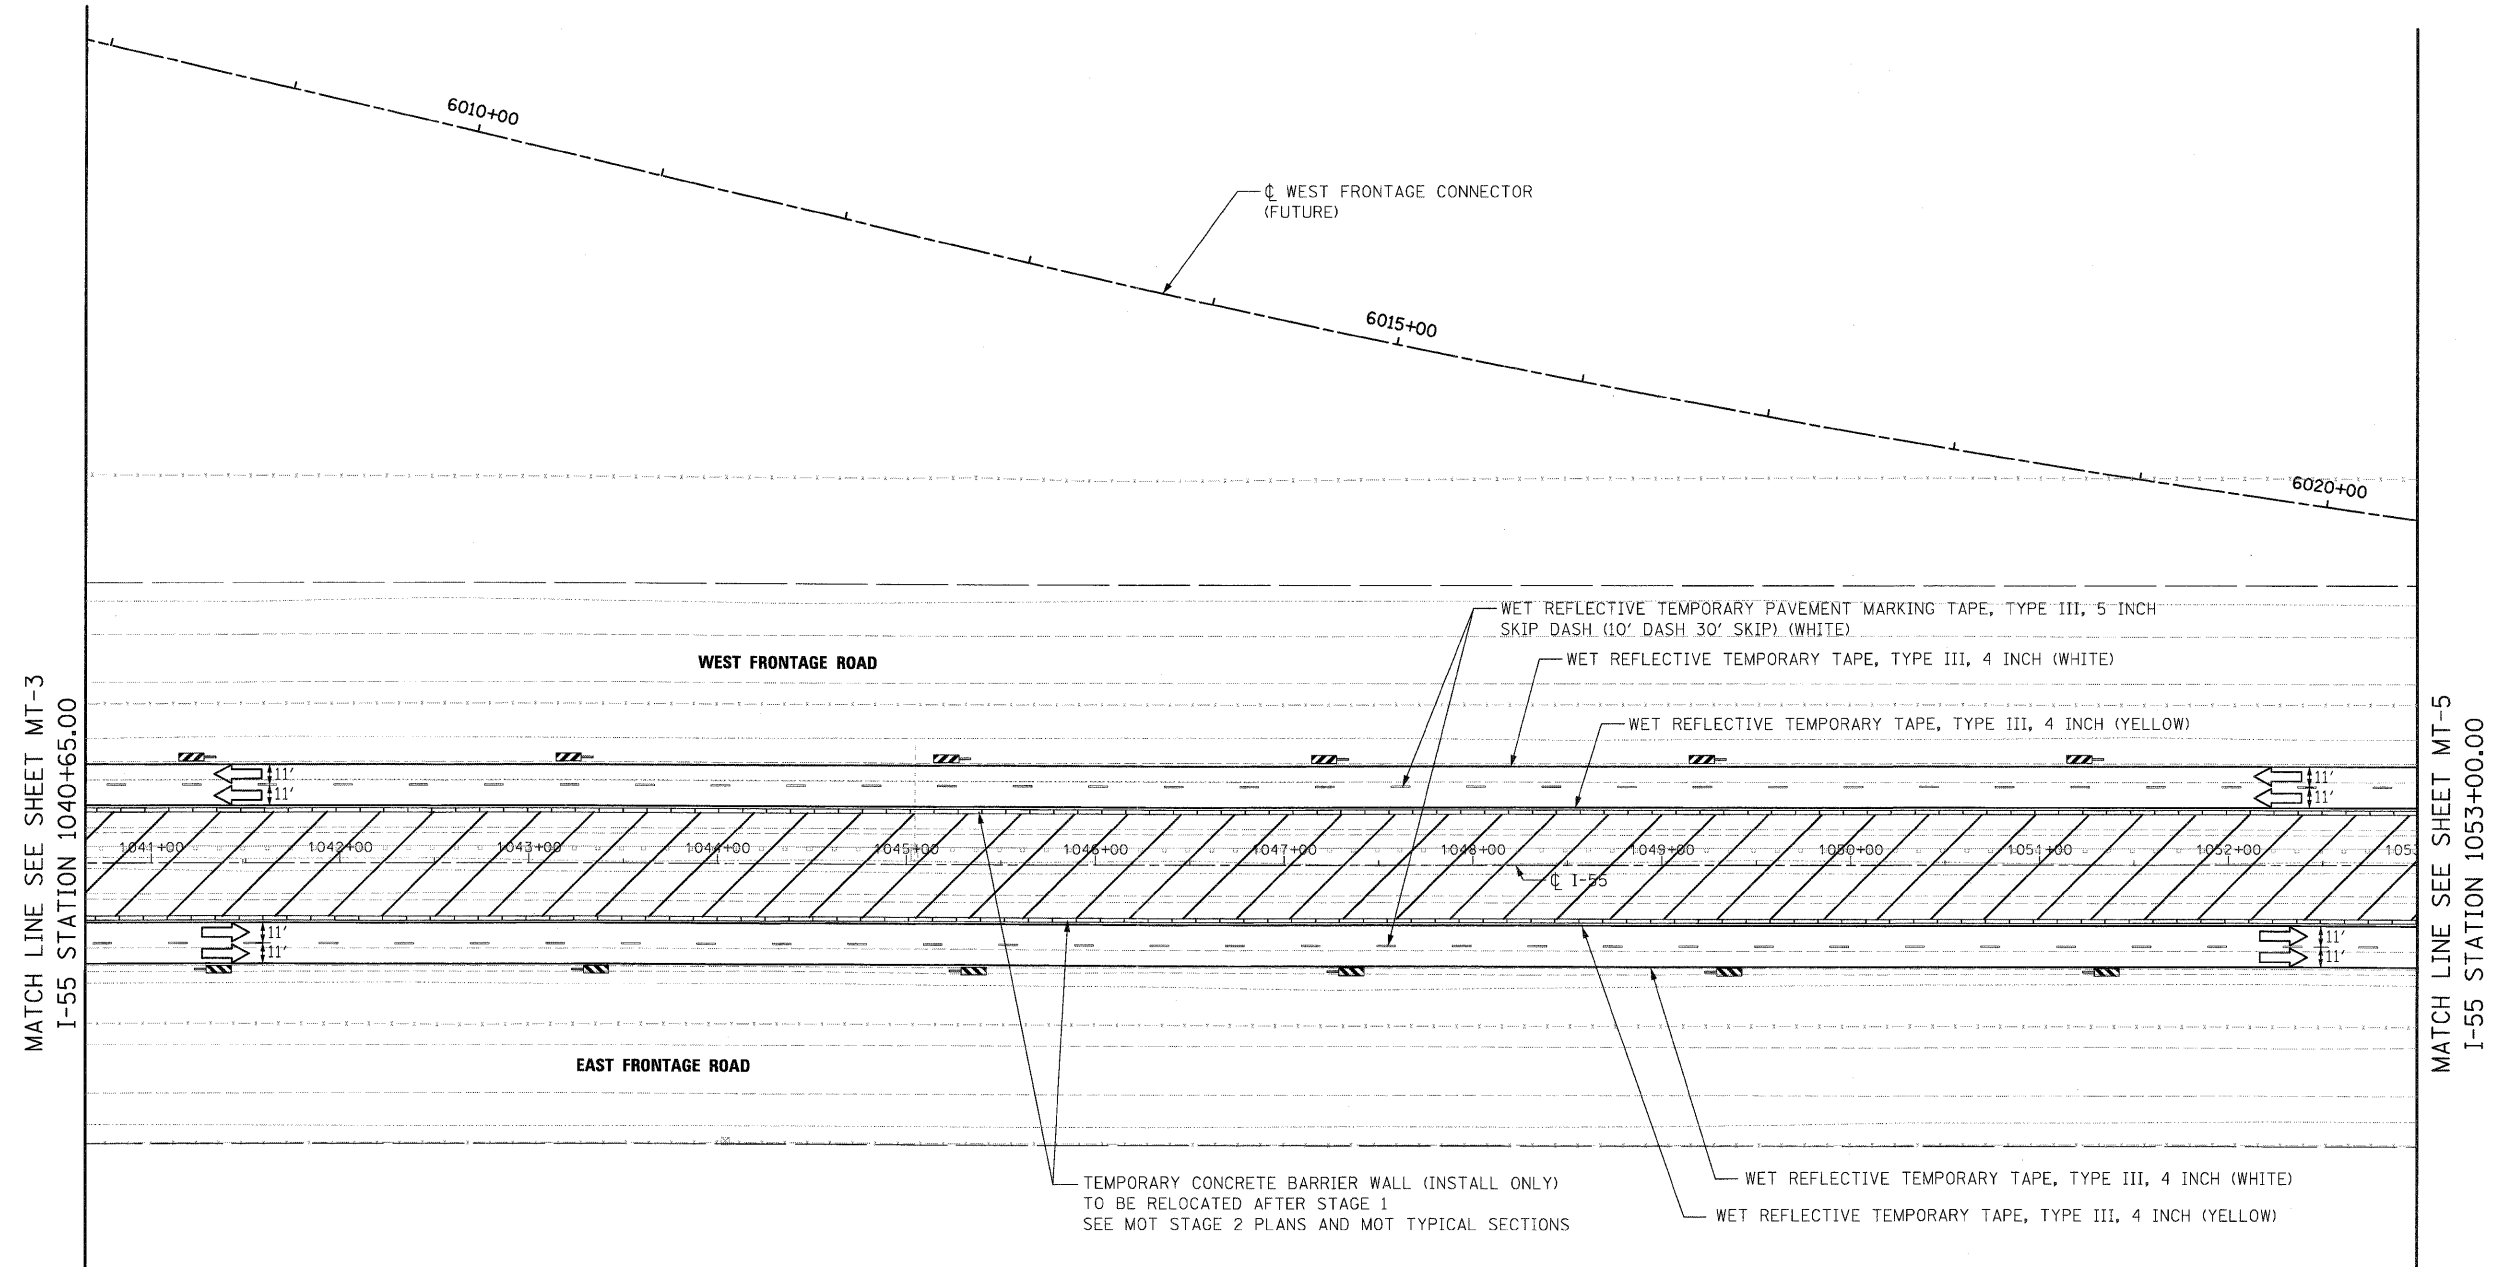 6010+00
℄ WEST FRONTAGE CONNECTOR
(FUTURE)
6015+00
6020+00
WET REFLECTIVE TEMPORARY PAVEMENT MARKING TAPE, TYPE III, 5 INCH
SKIP DASH (10' DASH 30' SKIP) (WHITE)
WEST FRONTAGE ROAD
WET REFLECTIVE TEMPORARY TAPE, TYPE III, 4 INCH (WHITE)
WET REFLECTIVE TEMPORARY TAPE, TYPE III, 4 INCH (YELLOW)
MATCH LINE SEE SHEET MT-3
I-55 STATION 1040+65.00
MATCH LINE SEE SHEET MT-5
I-55 STATION 1053+00.00
11'
11'
11'
11'
1041+00 1042+00 1043+00 1044+00 1045+00 1046+00 1047+00 1048+00 1049+00 1050+00 1051+00 1052+00 105
℄ I-55
11'
11'
11'
11'
EAST FRONTAGE ROAD
TEMPORARY CONCRETE BARRIER WALL (INSTALL ONLY)
TO BE RELOCATED AFTER STAGE 1
SEE MOT STAGE 2 PLANS AND MOT TYPICAL SECTIONS
WET REFLECTIVE TEMPORARY TAPE, TYPE III, 4 INCH (WHITE)
WET REFLECTIVE TEMPORARY TAPE, TYPE III, 4 INCH (YELLOW)